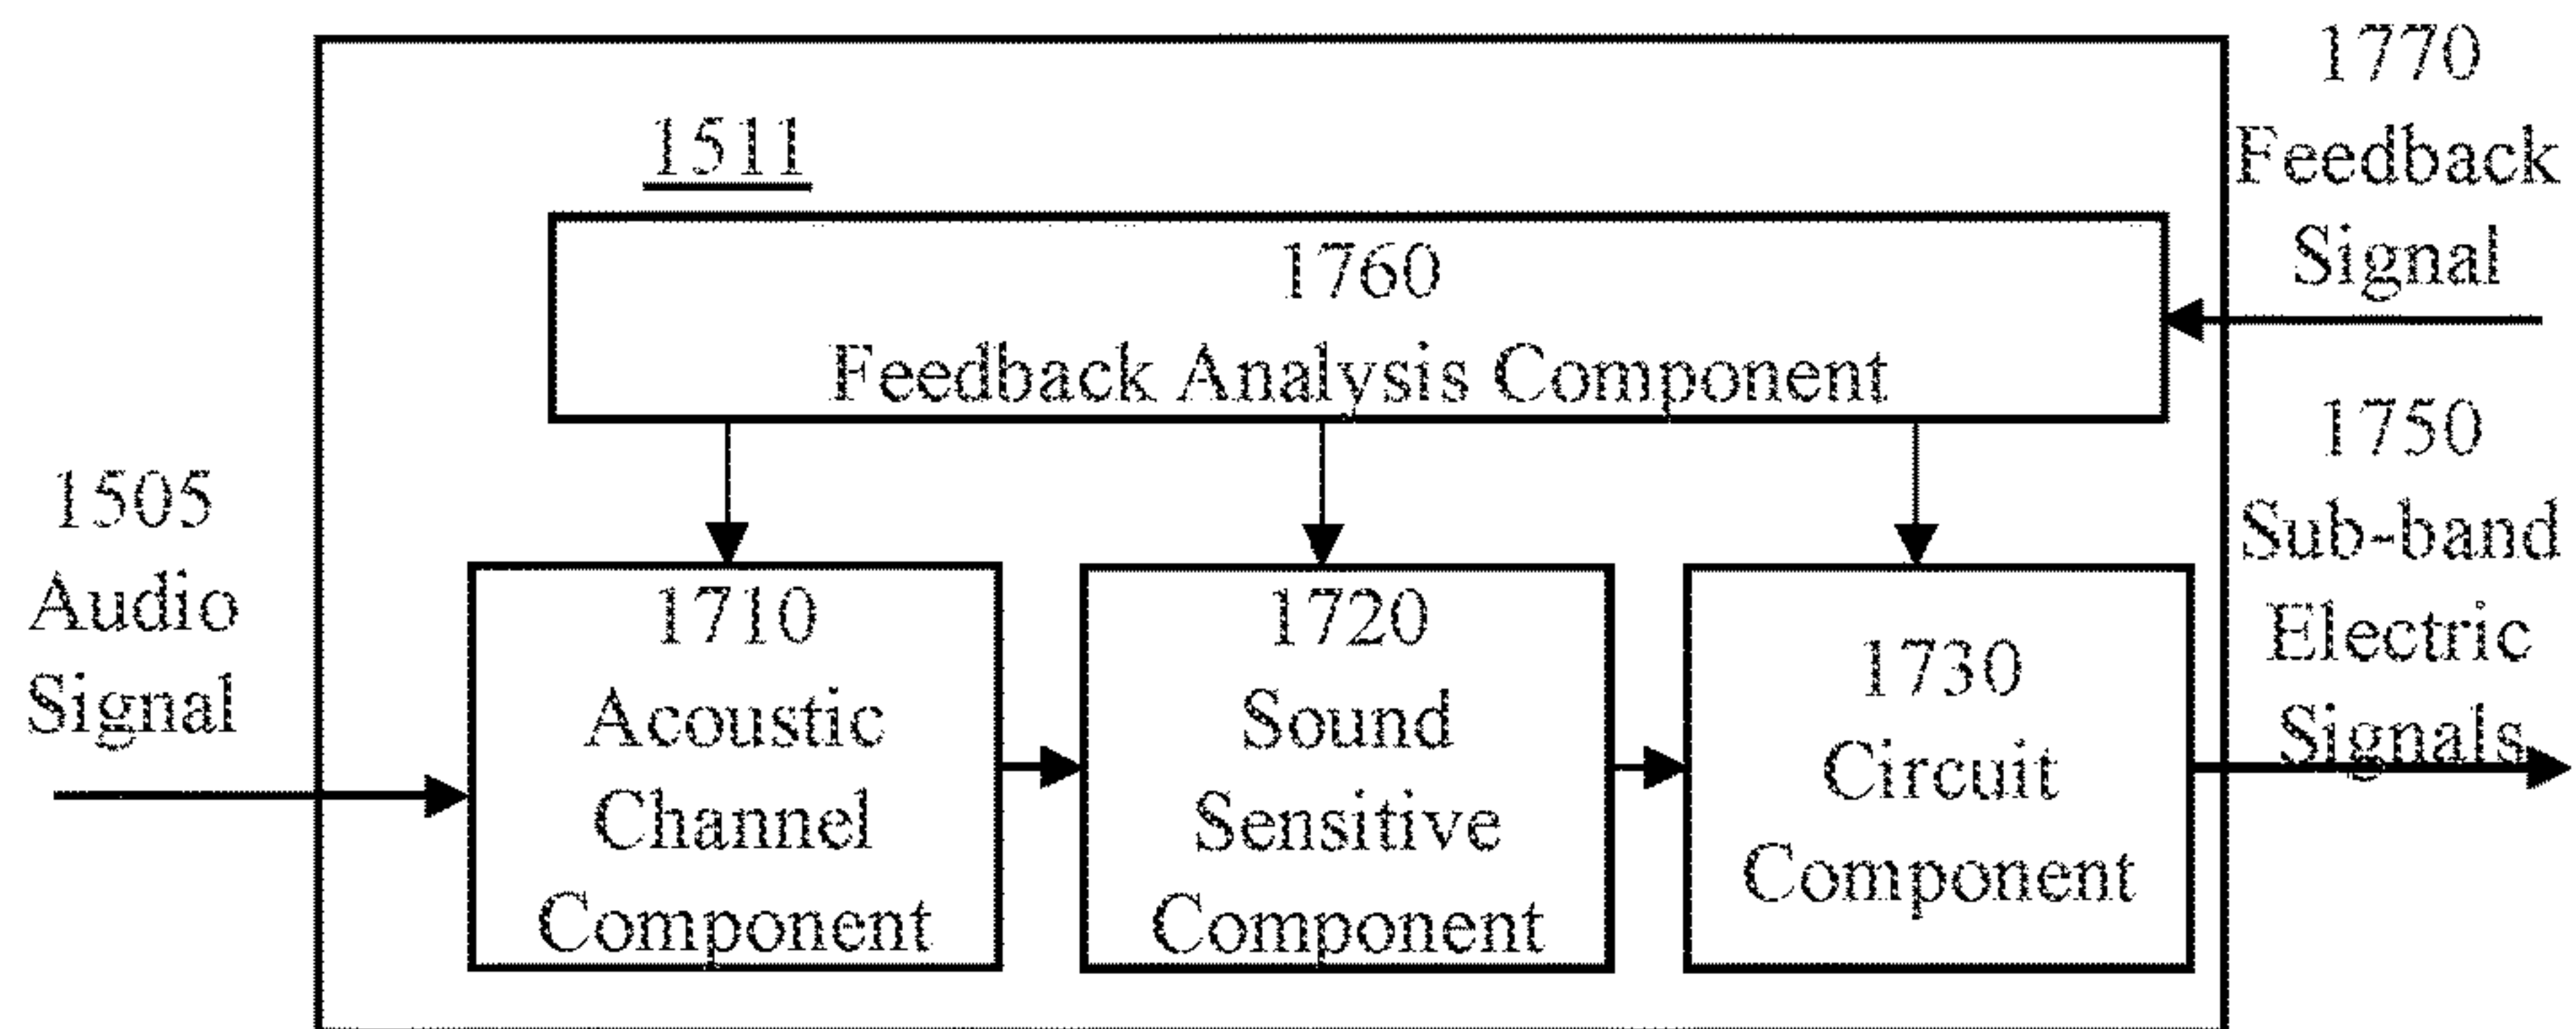 1511
1760
Feedback Analysis Component
1770
Feedback
Signal
1505
Audio
Signal
1710
Acoustic
Channel
Component
1720
Sound
Sensitive
Component
1730
Circuit
Component
1750
Sub-band
Electric
Signals